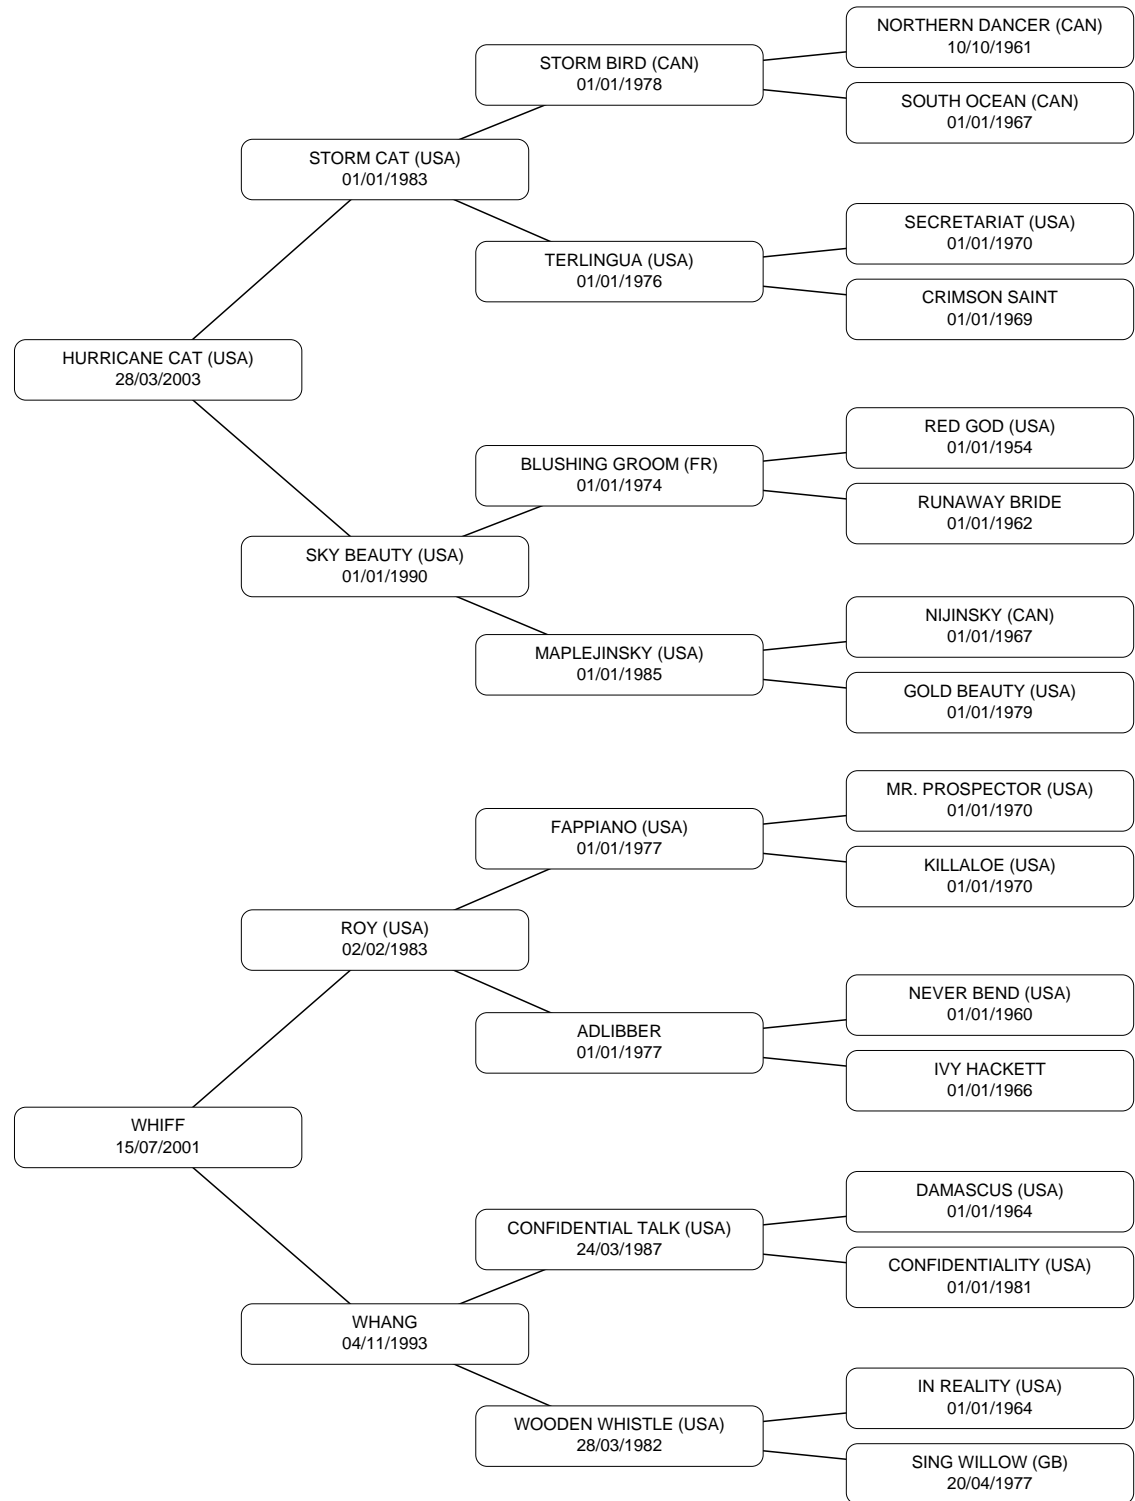 NORTHERN DANCER (CAN)
10/10/1961
STORM BIRD (CAN)
01/01/1978
SOUTH OCEAN (CAN)
01/01/1967
STORM CAT (USA)
01/01/1983
SECRETARIAT (USA)
01/01/1970
TERLINGUA (USA)
01/01/1976
CRIMSON SAINT
01/01/1969
HURRICANE CAT (USA)
28/03/2003
RED GOD (USA)
01/01/1954
BLUSHING GROOM (FR)
01/01/1974
RUNAWAY BRIDE
01/01/1962
SKY BEAUTY (USA)
01/01/1990
NIJINSKY (CAN)
01/01/1967
MAPLEJINSKY (USA)
01/01/1985
GOLD BEAUTY (USA)
01/01/1979
MR. PROSPECTOR (USA)
01/01/1970
FAPPIANO (USA)
01/01/1977
KILLALOE (USA)
01/01/1970
ROY (USA)
02/02/1983
NEVER BEND (USA)
01/01/1960
ADLIBBER
01/01/1977
IVY HACKETT
01/01/1966
WHIFF
15/07/2001
DAMASCUS (USA)
01/01/1964
CONFIDENTIAL TALK (USA)
24/03/1987
CONFIDENTIALITY (USA)
01/01/1981
WHANG
04/11/1993
IN REALITY (USA)
01/01/1964
WOODEN WHISTLE (USA)
28/03/1982
SING WILLOW (GB)
20/04/1977